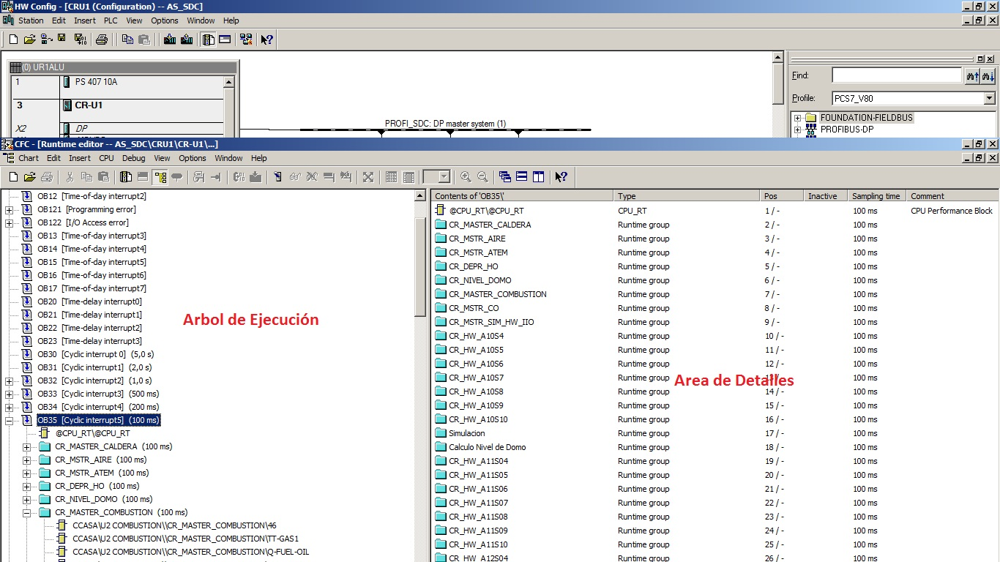 HW Config - [CRU1 (Configuration) -- AS_SDC]
Station Edit Insert PLC View Options Window Help
(0) UR1ALU
1 PS 407 10A
3 CR-U1
X2 DP
PROFI_SDC: DP master system (1)
Find:
Profile: PCS7_V80
FOUNDATION-FIELDBUS
PROFIBUS-DP
CFC - [Runtime editor -- AS_SDC\CRU1\CR-U1\...]
Chart Edit Insert CPU Debug View Options Window Help
OB12 [Time-of-day interrupt2]
OB121 [Programming error]
OB122 [I/O Access error]
OB13 [Time-of-day interrupt3]
OB14 [Time-of-day interrupt4]
OB15 [Time-of-day interrupt5]
OB16 [Time-of-day interrupt6]
OB17 [Time-of-day interrupt7]
OB20 [Time-delay interrupt0]
OB21 [Time-delay interrupt1]
OB22 [Time-delay interrupt2]
OB23 [Time-delay interrupt3]
OB30 [Cyclic interrupt 0] (5,0 s)
OB31 [Cyclic interrupt1] (2,0 s)
OB32 [Cyclic interrupt2] (1,0 s)
OB33 [Cyclic interrupt3] (500 ms)
OB34 [Cyclic interrupt4] (200 ms)
OB35 [Cyclic interrupt5] (100 ms)
@CPU_RT\@CPU_RT
CR_MASTER_CALDERA (100 ms)
CR_MSTR_AIRE (100 ms)
CR_MSTR_ATEM (100 ms)
CR_DEPR_HO (100 ms)
CR_NIVEL_DOMO (100 ms)
CR_MASTER_COMBUSTION (100 ms)
CCASA\U2 COMBUSTION\\CR_MASTER_COMBUSTION\46
CCASA\U2 COMBUSTION\\CR_MASTER_COMBUSTION\TT-GAS1
CCASA\U2 COMBUSTION\\CR_MASTER_COMBUSTION\Q-FUEL-OIL
Arbol de Ejecución
Contents of 'OB35\' Type Pos Inactive Sampling time Comment
@CPU_RT\@CPU_RT CPU_RT 1 / - 100 ms CPU Performance Block
CR_MASTER_CALDERA Runtime group 2 / - 100 ms
CR_MSTR_AIRE Runtime group 3 / - 100 ms
CR_MSTR_ATEM Runtime group 4 / - 100 ms
CR_DEPR_HO Runtime group 5 / - 100 ms
CR_NIVEL_DOMO Runtime group 6 / - 100 ms
CR_MASTER_COMBUSTION Runtime group 7 / - 100 ms
CR_MSTR_CO Runtime group 8 / - 100 ms
CR_MSTR_SIM_HW_IIO Runtime group 9 / - 100 ms
CR_HW_A10S4 Runtime group 10 / - 100 ms
CR_HW_A10S5 Runtime group 11 / - 100 ms
CR_HW_A10S6 Runtime group 12 / - 100 ms
CR_HW_A10S7 Runtime group 13 / - 100 ms
Area de Detalles
CR_HW_A10S8 Runtime group 14 / - 100 ms
CR_HW_A10S9 Runtime group 15 / - 100 ms
CR_HW_A10S10 Runtime group 16 / - 100 ms
Simulacion Runtime group 17 / - 100 ms
Calculo Nivel de Domo Runtime group 18 / - 100 ms
CR_HW_A11S04 Runtime group 19 / - 100 ms
CR_HW_A11S05 Runtime group 20 / - 100 ms
CR_HW_A11S06 Runtime group 21 / - 100 ms
CR_HW_A11S07 Runtime group 22 / - 100 ms
CR_HW_A11S08 Runtime group 23 / - 100 ms
CR_HW_A11S09 Runtime group 24 / - 100 ms
CR_HW_A11S10 Runtime group 25 / - 100 ms
CR_HW_A12S04 Runtime group 26 / - 100 ms